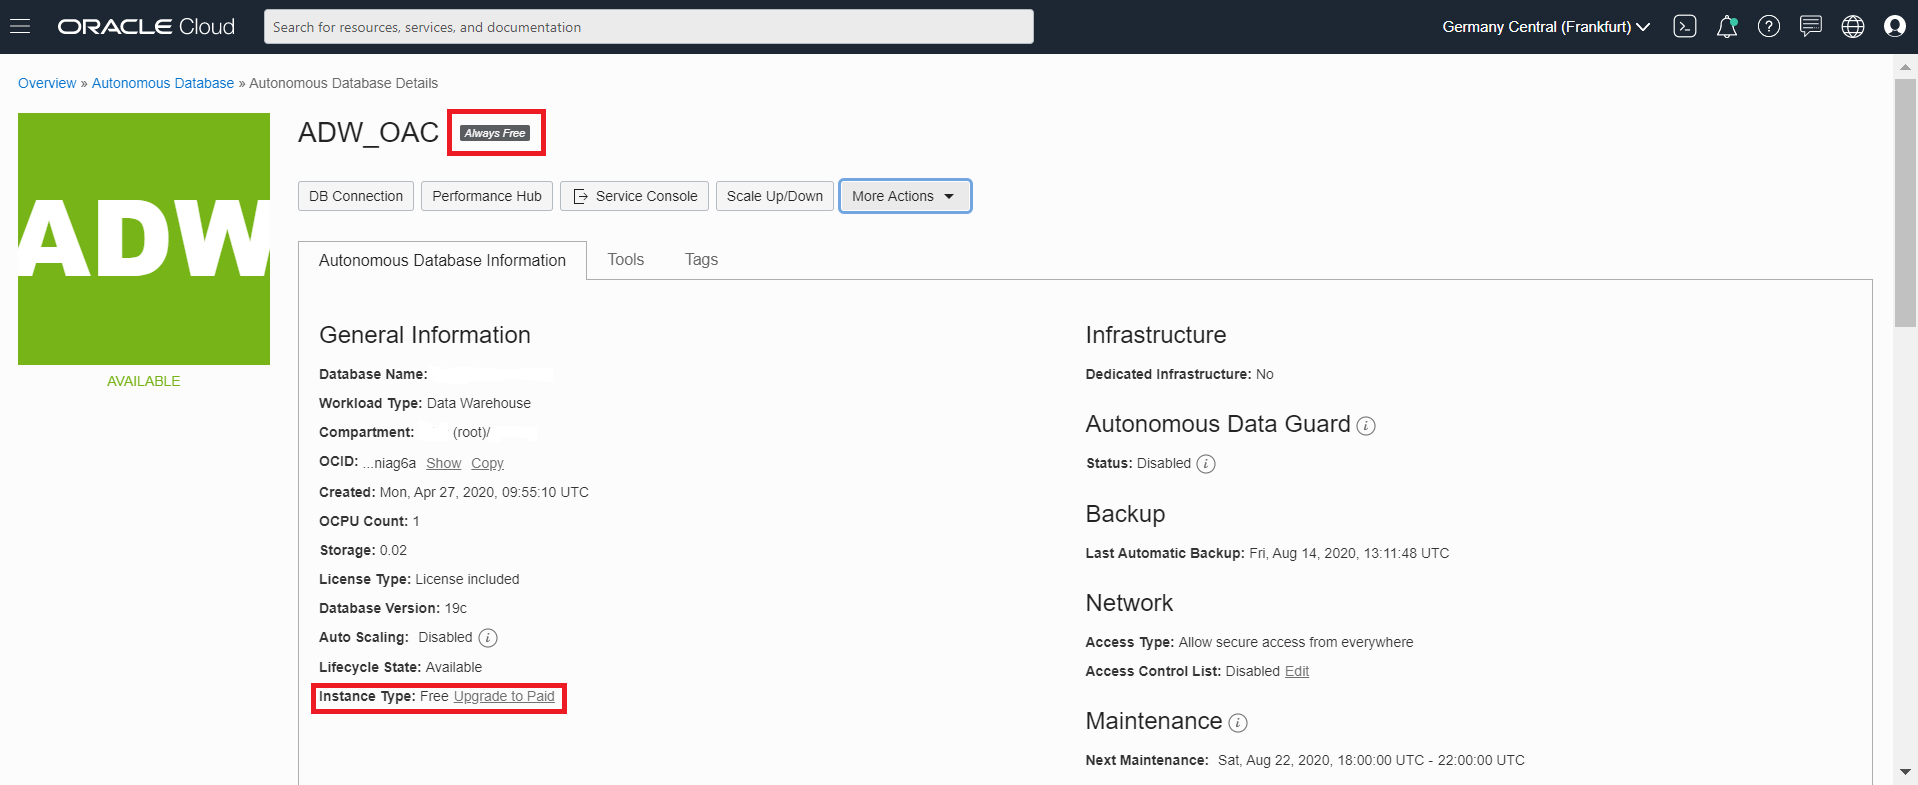 ORACLE Cloud
Search for resources, services, and documentation
Germany Central (Frankfurt)
Overview » Autonomous Database » Autonomous Database Details
ADW
AVAILABLE
ADW_OAC Always Free
DB Connection Performance Hub Service Console Scale Up/Down More Actions
Autonomous Database Information Tools Tags
General Information
Database Name:
Workload Type: Data Warehouse
Compartment: (root)/
OCID: ...niag6a Show Copy
Created: Mon, Apr 27, 2020, 09:55:10 UTC
OCPU Count: 1
Storage: 0.02
License Type: License included
Database Version: 19c
Auto Scaling: Disabled
Lifecycle State: Available
Instance Type: Free Upgrade to Paid
Infrastructure
Dedicated Infrastructure: No
Autonomous Data Guard
Status: Disabled
Backup
Last Automatic Backup: Fri, Aug 14, 2020, 13:11:48 UTC
Network
Access Type: Allow secure access from everywhere
Access Control List: Disabled Edit
Maintenance
Next Maintenance: Sat, Aug 22, 2020, 18:00:00 UTC - 22:00:00 UTC